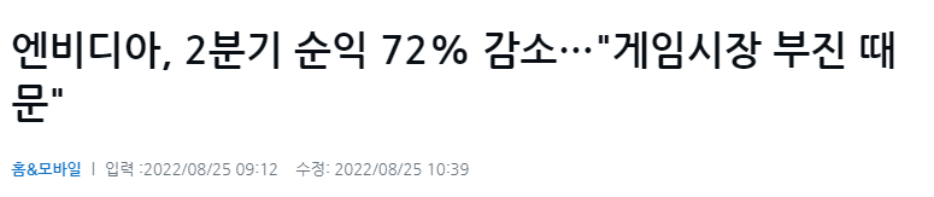 엔비디아, 2분기 순익 72% 감소…"게임시장 부진 때
문"
홈&모바일 | 입력 :2022/08/25 09:12 수정: 2022/08/25 10:39